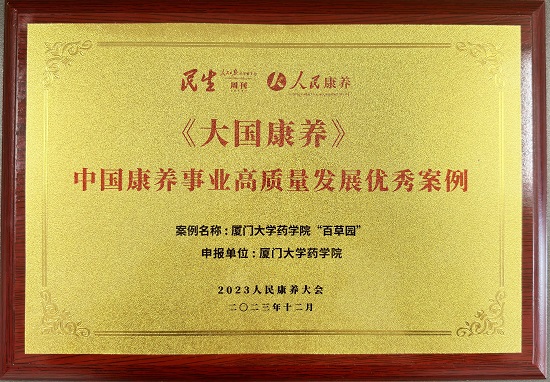 民生 周刊 人民康养
《大国康养》
中国康养事业高质量发展优秀案例
案例名称：厦门大学药学院“百草园”
申报单位：厦门大学药学院
2023人民康养大会
二〇二三年十二月